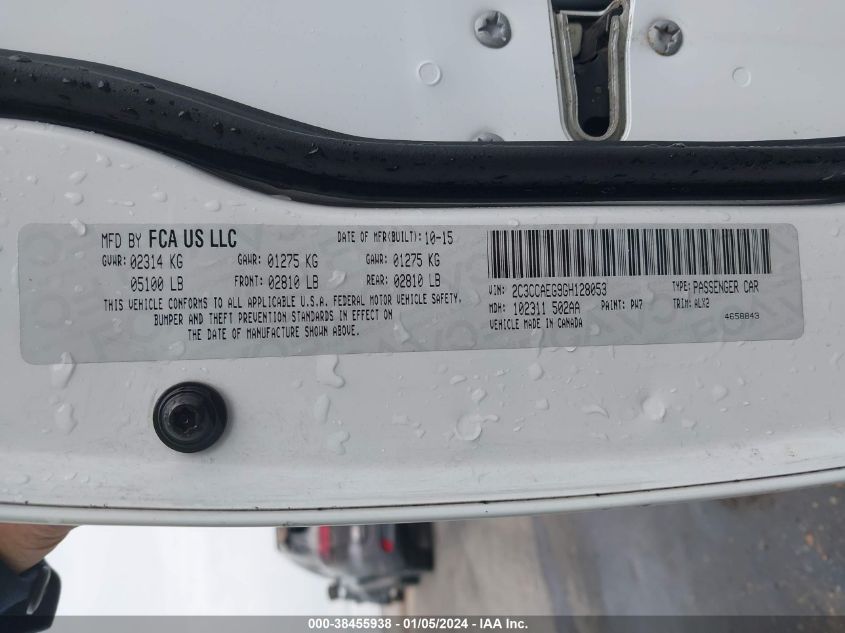 MFD BY FCA US LLC DATE OF MFR(BUILT): 10-15
GVWR: 02314 KG GAWR: 01275 KG GAWR: 01275 KG
05100 LB FRONT: 02810 LB REAR: 02810 LB
THIS VEHICLE CONFORMS TO ALL APPLICABLE U.S.A. FEDERAL MOTOR VEHICLE SAFETY,
BUMPER AND THEFT PREVENTION STANDARDS IN EFFECT ON
THE DATE OF MANUFACTURE SHOWN ABOVE.
VIN: 2C3CCAEG9GH128053 TYPE: PASSENGER CAR
MDH: 102311 502AA PAINT: PW7 TRIM: ALX2
VEHICLE MADE IN CANADA 4658843
000-38455938 - 01/05/2024 - IAA Inc.